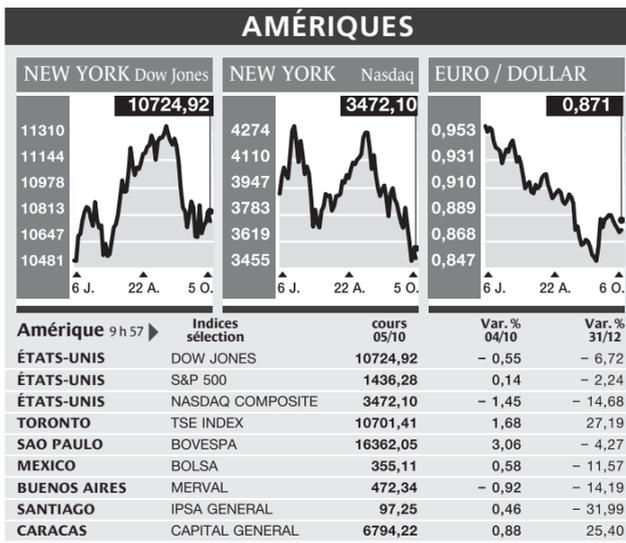 AMÉRIQUES
NEW YORK Dow Jones
10724,92
11310
11144
10978
10813
10647
10481
6 J. 22 A. 5 O.
NEW YORK Nasdaq
3472,10
4274
4110
3947
3783
3619
3455
6 J. 22 A. 5 O.
EURO / DOLLAR
0,871
0,953
0,931
0,910
0,889
0,868
0,847
6 J. 22 A. 6 O.
Amérique 9 h 57 Indices sélection cours 05/10 Var. % 04/10 Var. % 31/12
ÉTATS-UNIS DOW JONES 10724,92 – 0,55 – 6,72
ÉTATS-UNIS S&P 500 1436,28 0,14 – 2,24
ÉTATS-UNIS NASDAQ COMPOSITE 3472,10 – 1,45 – 14,68
TORONTO TSE INDEX 10701,41 1,68 27,19
SAO PAULO BOVESPA 16362,05 3,06 – 4,27
MEXICO BOLSA 355,11 0,58 – 11,57
BUENOS AIRES MERVAL 472,34 – 0,92 – 14,19
SANTIAGO IPSA GENERAL 97,25 0,46 – 31,99
CARACAS CAPITAL GENERAL 6794,22 0,88 25,40